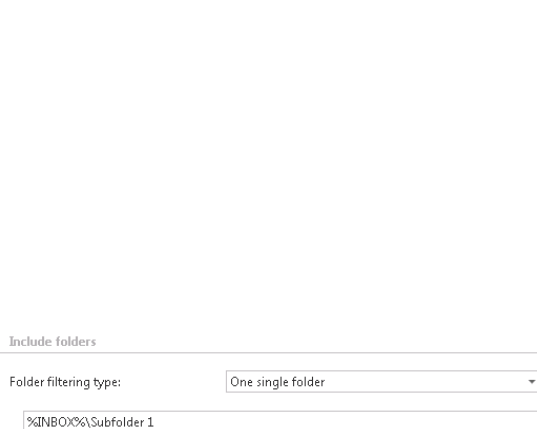 Include folders
Folder filtering type:
One single folder
%INBOX%\Subfolder 1